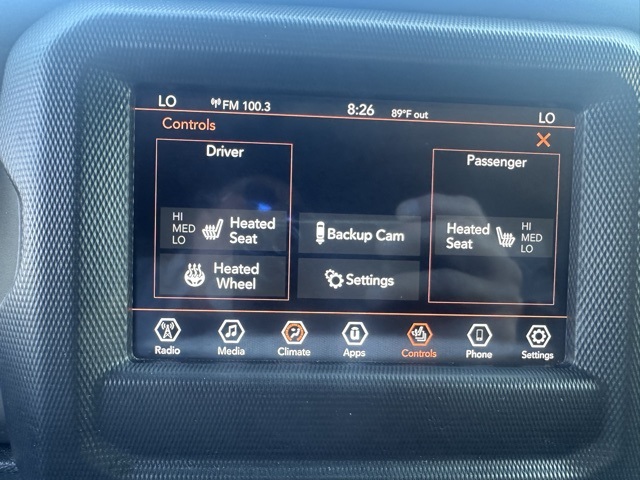 LO FM 100.3 8:26 89°F out LO
Controls
Driver
Passenger
HI
MED
LO
Heated
Seat
Backup Cam
Heated
Seat
HI
MED
LO
Heated
Wheel
Settings
Radio Media Climate Apps Controls Phone Settings